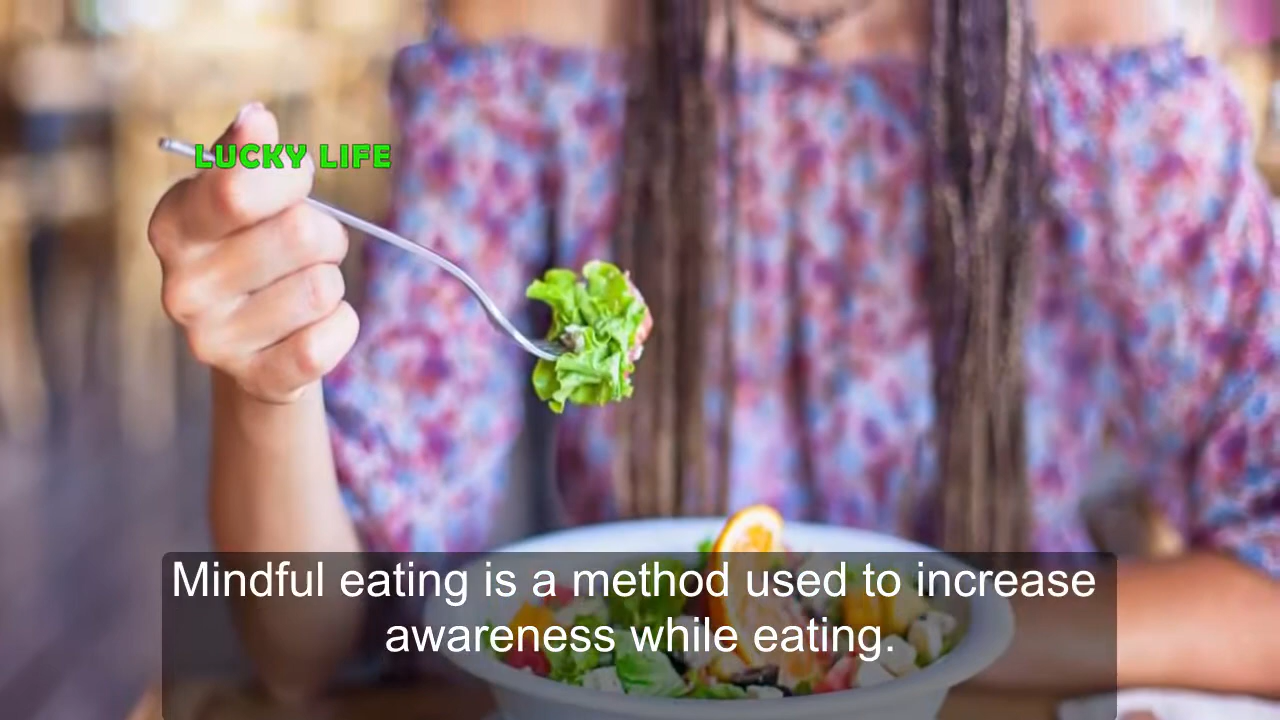 LUCKY LIFE
Mindful eating is a method used to increase
awareness while eating.